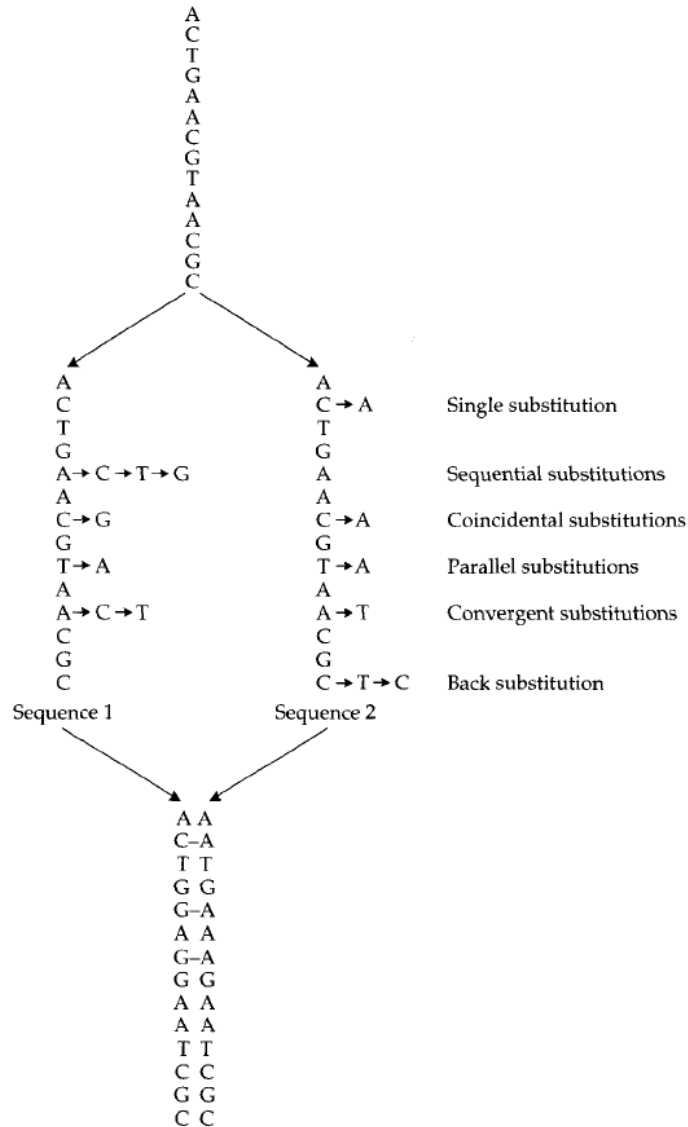 A
C
T
G
A
A
C
G
T
A
A
C
G
C
A A
C C → A Single substitution
T T
G G
A → C → T → G A Sequential substitutions
A A
C → G C → A Coincidental substitutions
G G
T → A T → A Parallel substitutions
A A
A → C → T A → T Convergent substitutions
C C
G G
C C → T → C Back substitution
Sequence 1 Sequence 2
A A
C–A
T T
G G
G–A
A A
G–A
G G
A A
A A
T T
C C
G G
C C